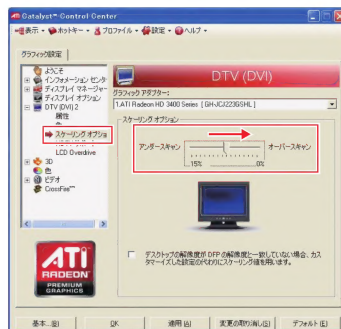 Catalyst™ Control Center
表示 ホットキー プロファイル 設定 ヘルプ
グラフィック設定
ようこそ
インフォメーション センタ
ディスプレイ マネージャー
ディスプレイ オプション
DTV (DVI) 2
属性
スケーリング オプショ
LCD Overdrive
3D
色
ビデオ
CrossFire™
DTV (DVI)
グラフィック アダプター:
1.ATI Radeon HD 3400 Series [ GH-JCJ223GSHL ]
スケーリング オプション
アンダースキャン オーバースキャン
15% 0%
デスクトップの解像度が DFP の解像度と一致していない場合、カス
タマーイズした設定の代わりにスケーリング値を用います。
ATI
RADEON
PREMIUM
GRAPHICS
基本...(B) OK 適用(A) 変更の取り消し(S) デフォルト(E)